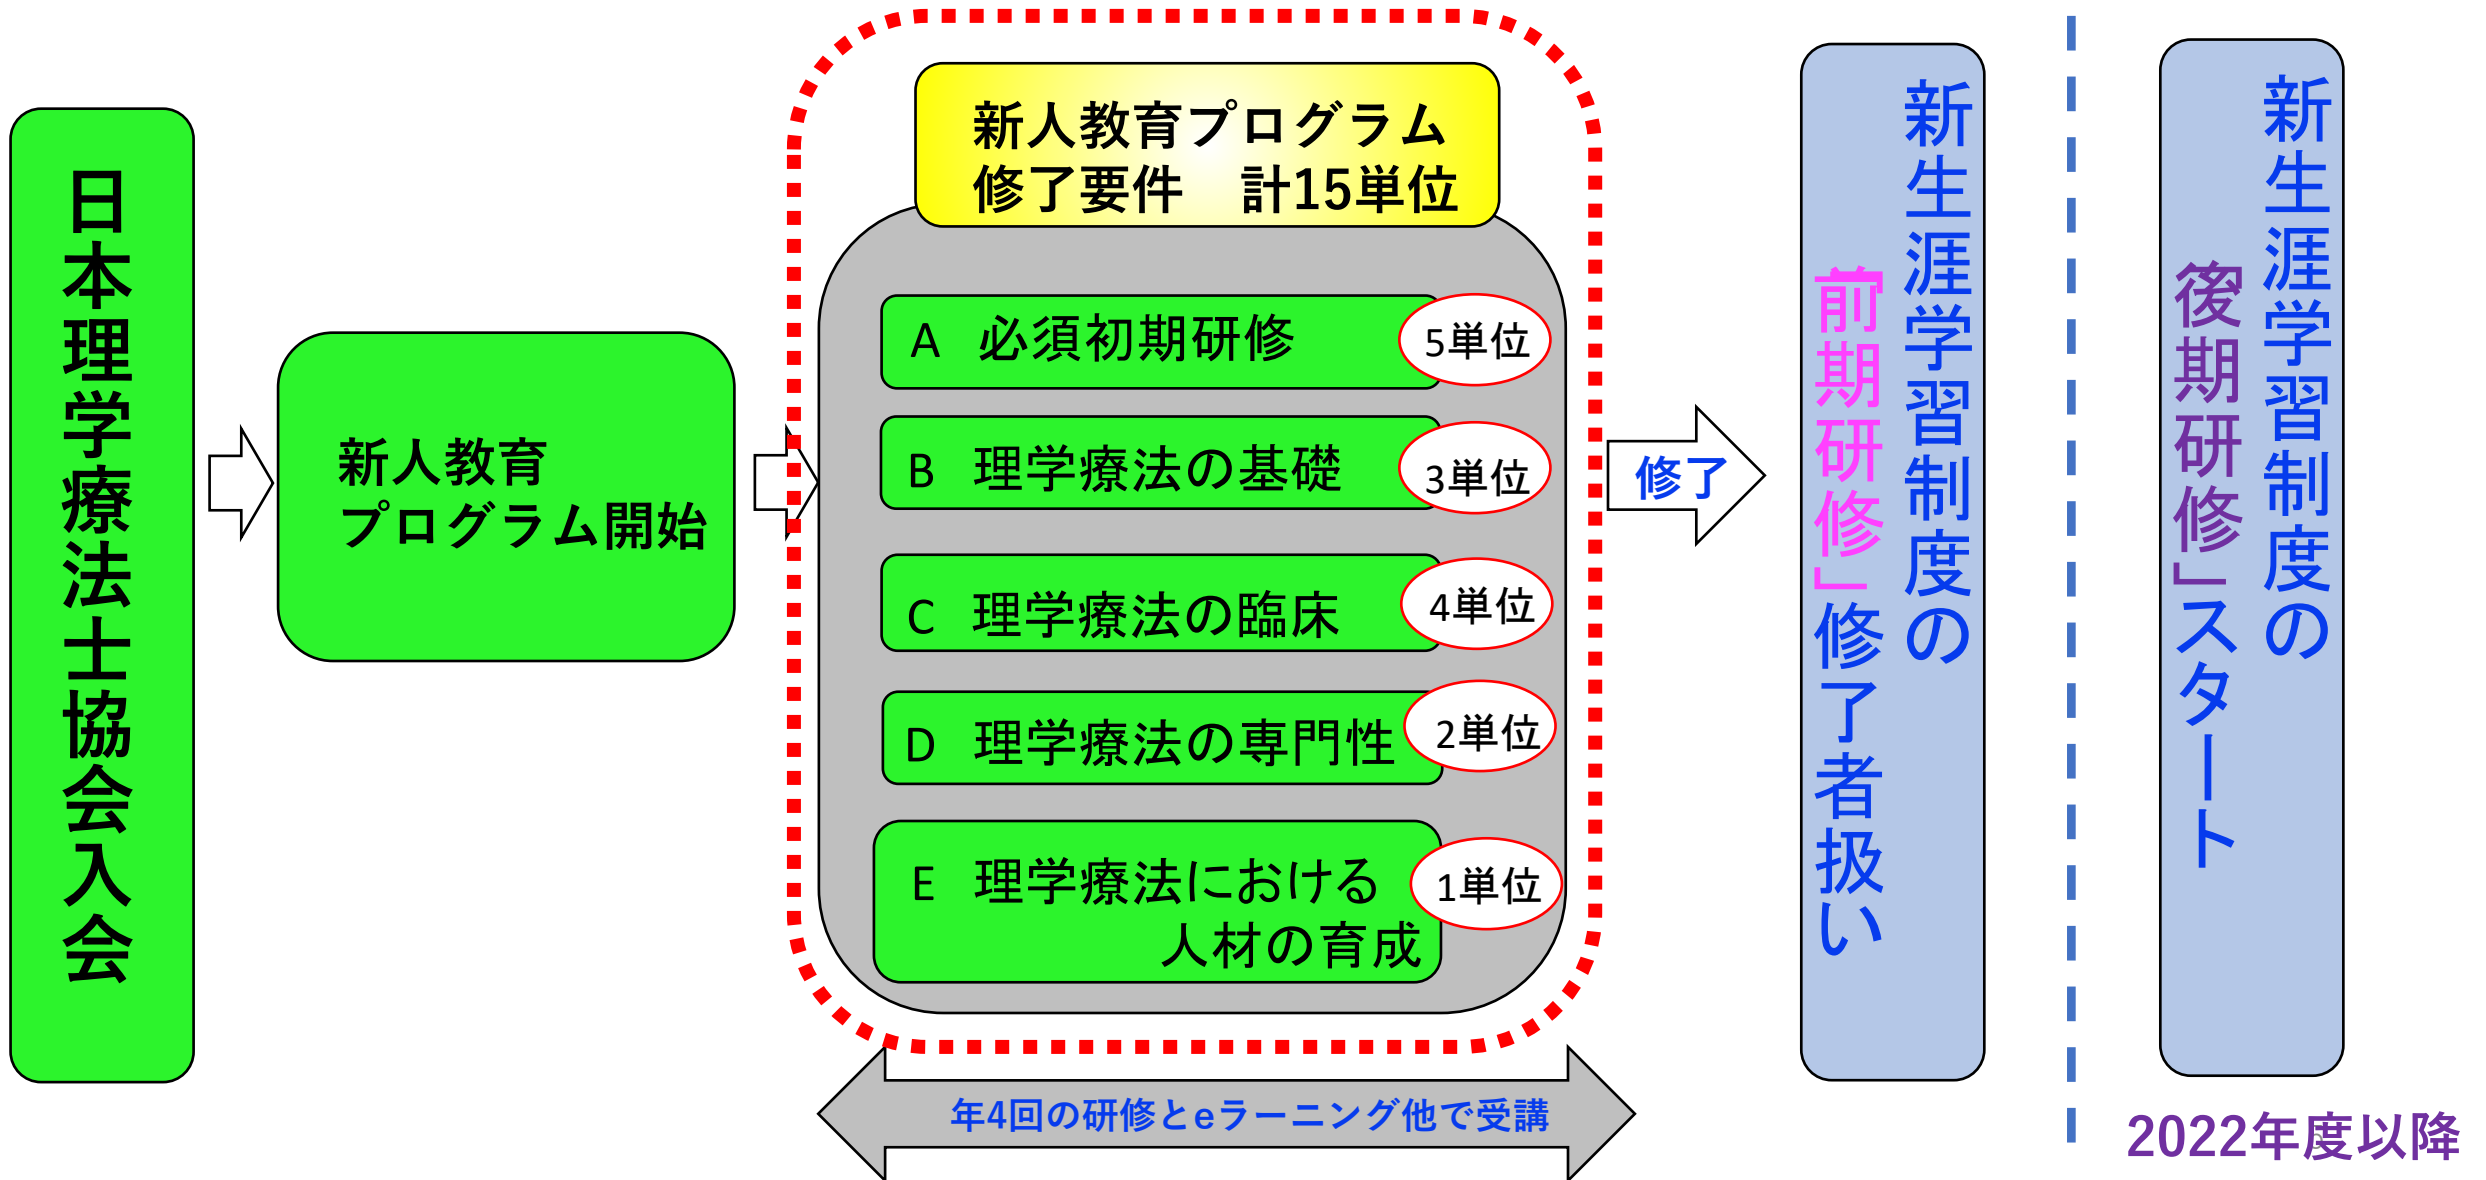 日本理学療法士協会入会
新人教育
プログラム開始
新人教育プログラム
修了要件　計15単位
A　必須初期研修
5単位
B　理学療法の基礎
3単位
C　理学療法の臨床
4単位
D　理学療法の専門性
2単位
E　理学療法における
人材の育成
1単位
年4回の研修とeラーニング他で受講
修了
新生涯学習制度の
前期研修」修了者扱い
新生涯学習制度の
後期研修」スタート
2022年度以降